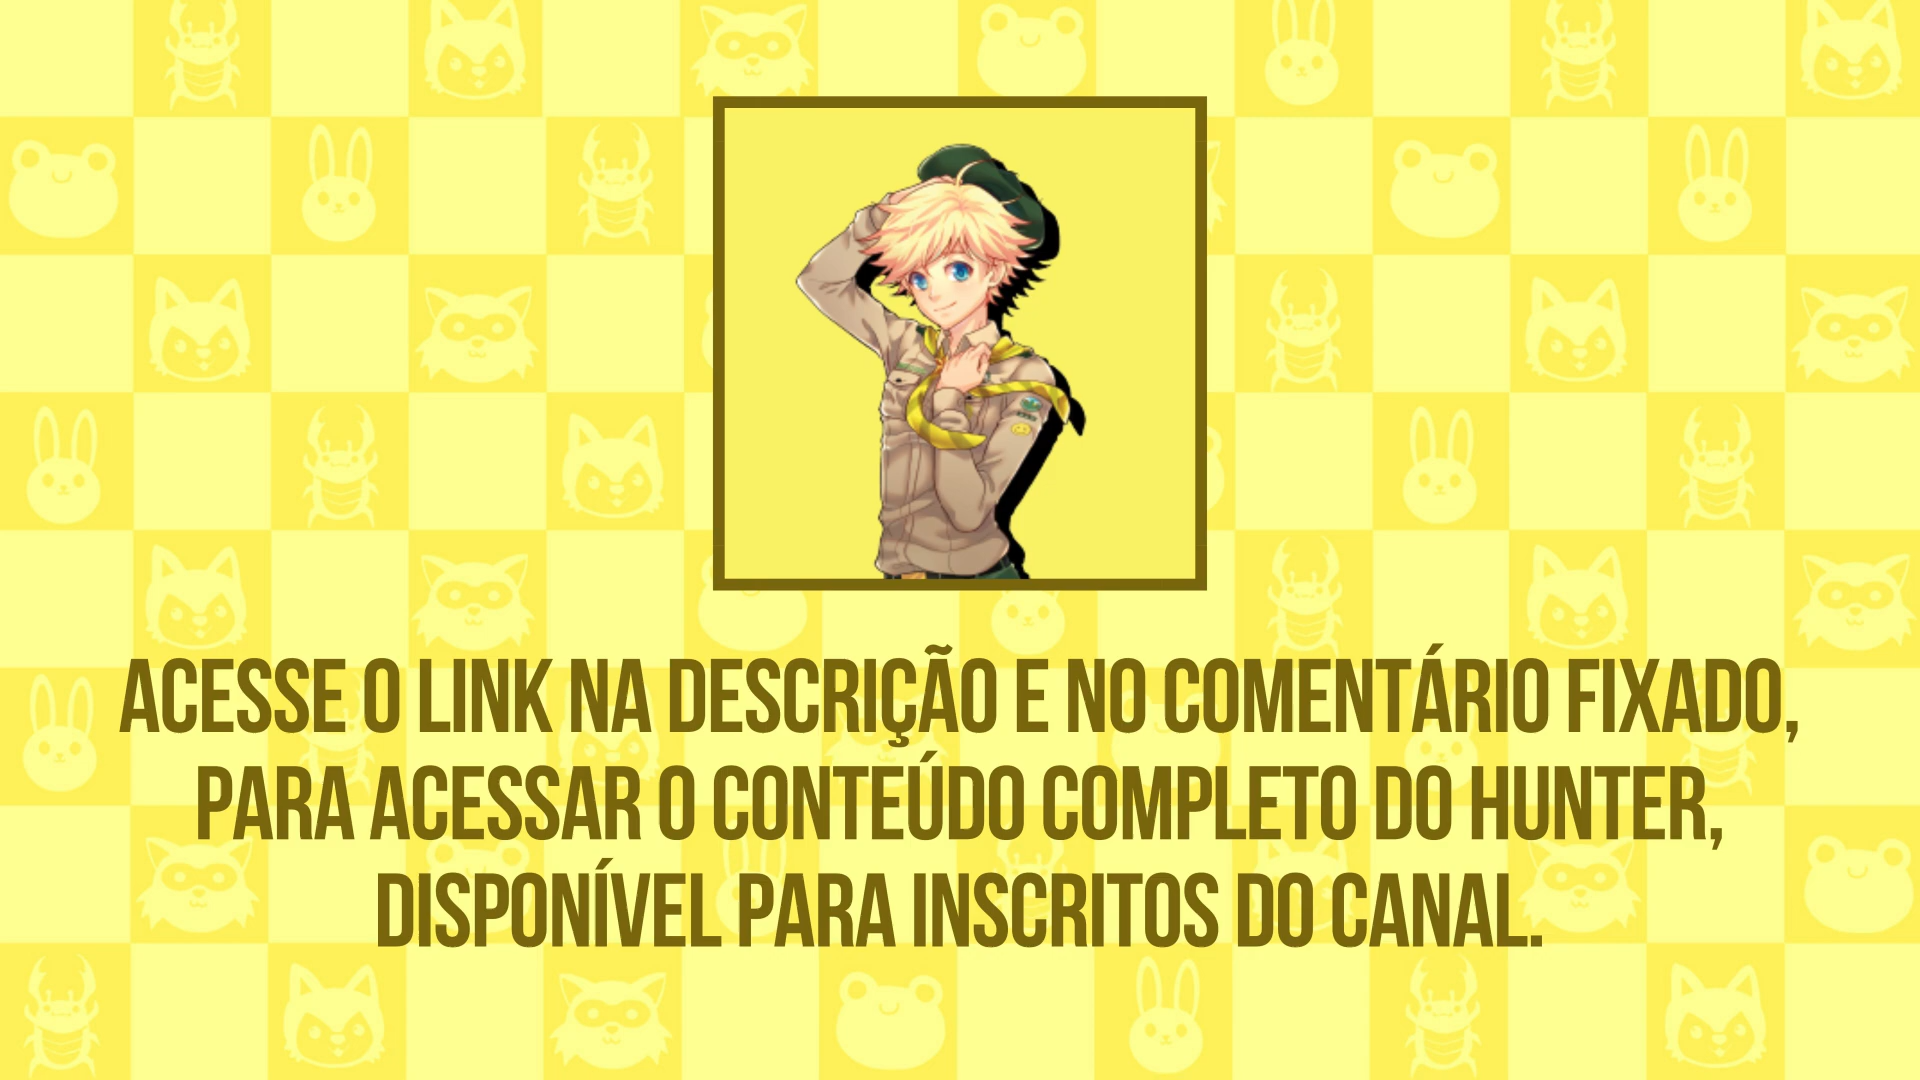 ACESSE O LINK NA DESCRIÇÃO E NO COMENTÁRIO FIXADO,
PARA ACESSAR O CONTEÚDO COMPLETO DO HUNTER,
DISPONÍVEL PARA INSCRITOS DO CANAL.